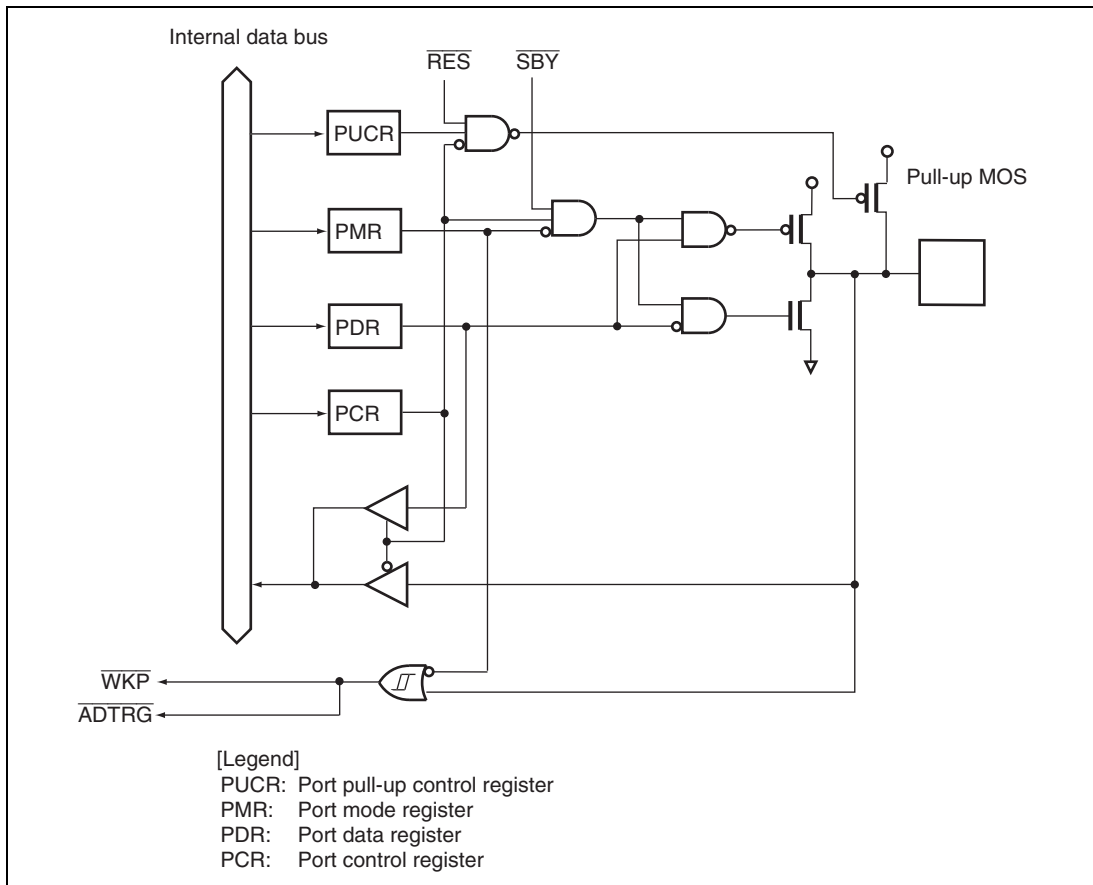 Internal data bus
RES SBY
PUCR
Pull-up MOS
PMR
PDR
PCR
WKP
ADTRG
[Legend]
PUCR: Port pull-up control register
PMR: Port mode register
PDR: Port data register
PCR: Port control register